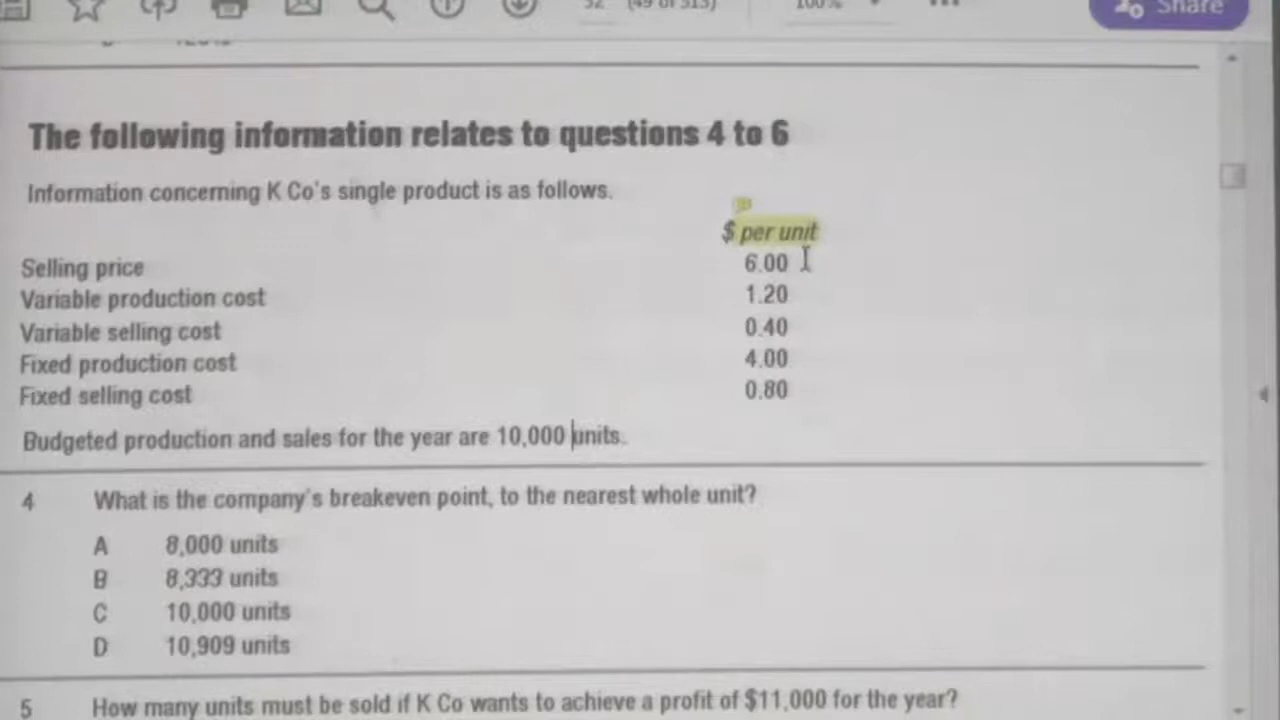 100%
Share
The following information relates to questions 4 to 6
Information concerning K Co's single product is as follows.
$ per unit
Selling price 6.00
Variable production cost 1.20
Variable selling cost 0.40
Fixed production cost 4.00
Fixed selling cost 0.80
Budgeted production and sales for the year are 10,000 units.
4 What is the company's breakeven point, to the nearest whole unit?
A 8,000 units
B 8,333 units
C 10,000 units
D 10,909 units
5 How many units must be sold if K Co wants to achieve a profit of $11,000 for the year?